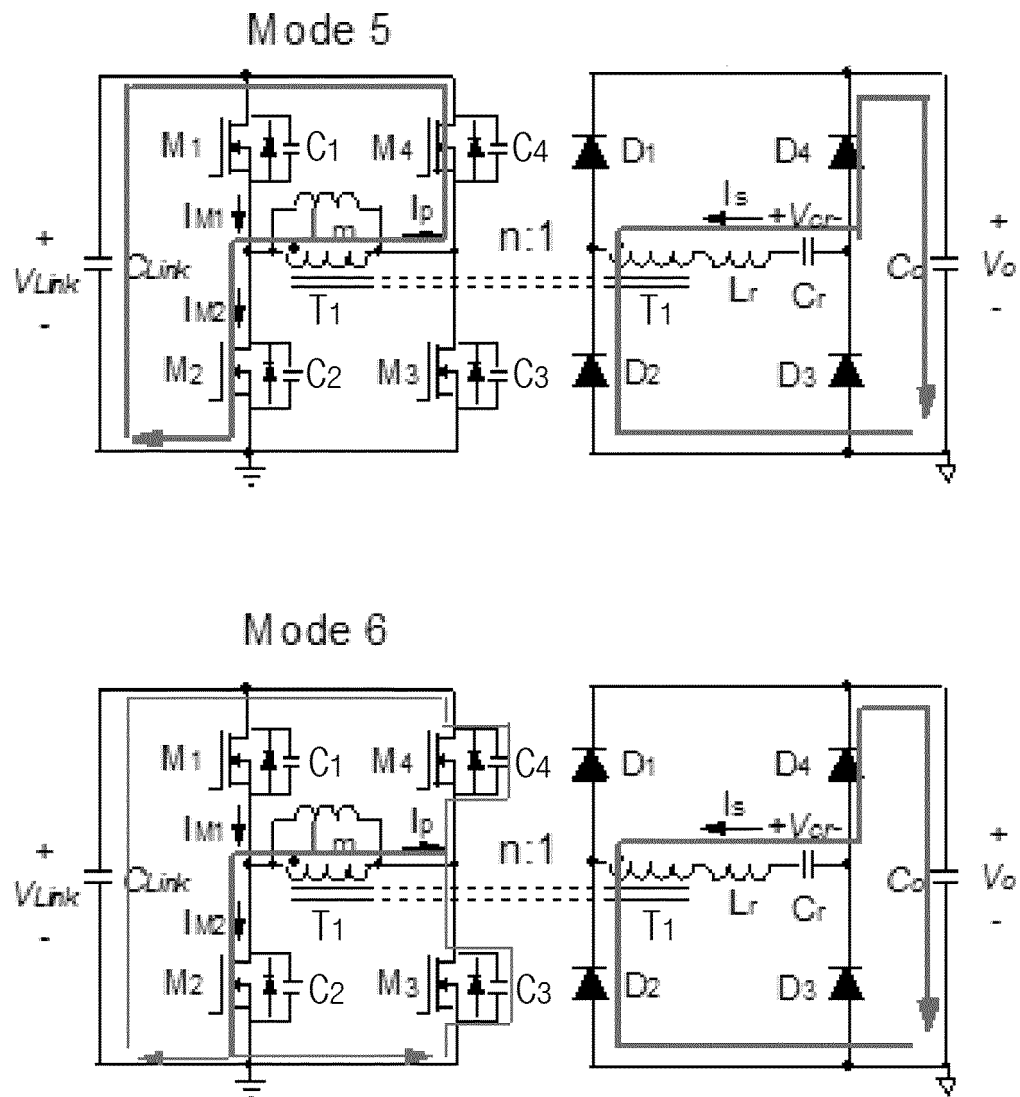 Mode 5
M1 C1 M4 C4 D1 D4
IM1 Ip n:1 Is +Vcr-
+ m +
VLink CLink T1 T1 Lr Cr Co Vo
- IM2 -
M2 C2 M3 C3 D2 D3
Mode 6
M1 C1 M4 C4 D1 D4
IM1 Ip n:1 Is +Vcr-
+ m +
VLink CLink T1 T1 Lr Cr Co Vo
- IM2 -
M2 C2 M3 C3 D2 D3